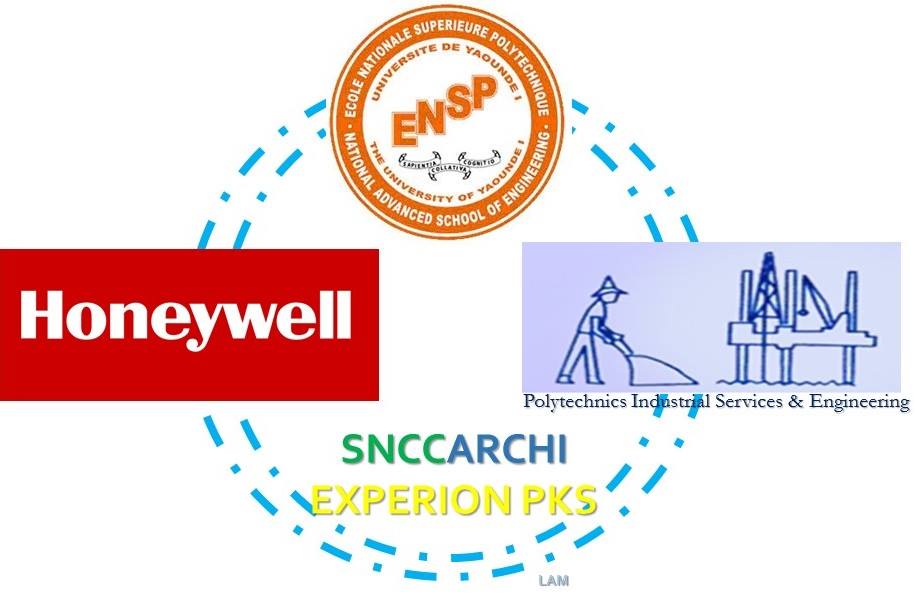 ECOLE NATIONALE SUPERIEURE POLYTECHNIQUE
UNIVERSITE DE YAOUNDE I
ENSP
SAPIENTIA
COLLATIVA
COGNITIO
THE UNIVERSITY OF YAOUNDE I
NATIONAL ADVANCED SCHOOL OF ENGINEERING
Honeywell
Polytechnics Industrial Services & Engineering
SNCCARCHI
EXPERION PKS
LAM